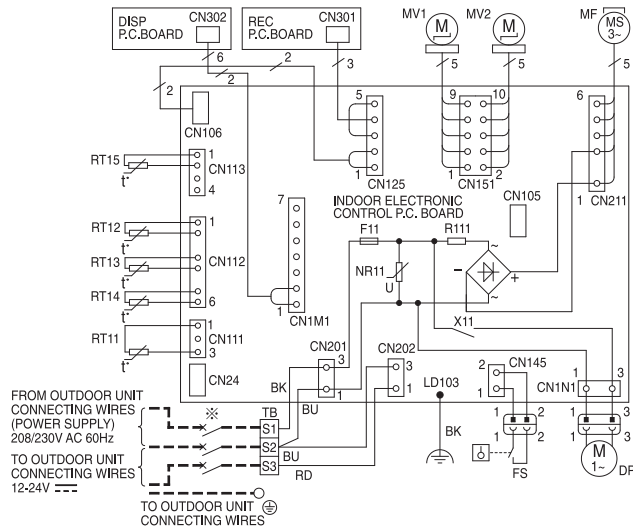 DISP CN302
P.C.BOARD
REC CN301
P.C.BOARD
MV1
M
MV2
M
MF
MS
3~
6
2
2
3
5
5
5
2
CN106
5
1
CN125
9
10
1
2
CN151
6
1
CN211
RT15
t°
1
4
CN113
7
1
CN1M1
INDOOR ELECTRONIC
CONTROL P.C. BOARD
CN105
F11
R111
RT12
t°
RT13
t°
RT14
t°
1
6
CN112
NR11
U
~
−
+
~
X11
RT11
t°
1
3
CN111
CN24
CN201
3
1
CN202
3
1
CN145
2
1
1
3
CN1N1
BK
BU
LD103
BK
FROM OUTDOOR UNIT
CONNECTING WIRES
(POWER SUPPLY)
208/230V AC 60Hz
※
TB
S1
S2
S3
BU
RD
TO OUTDOOR UNIT
CONNECTING WIRES
12-24V
TO OUTDOOR UNIT
CONNECTING WIRES
1
2
1
2
FS
1
3
1
3
M
1~
DP